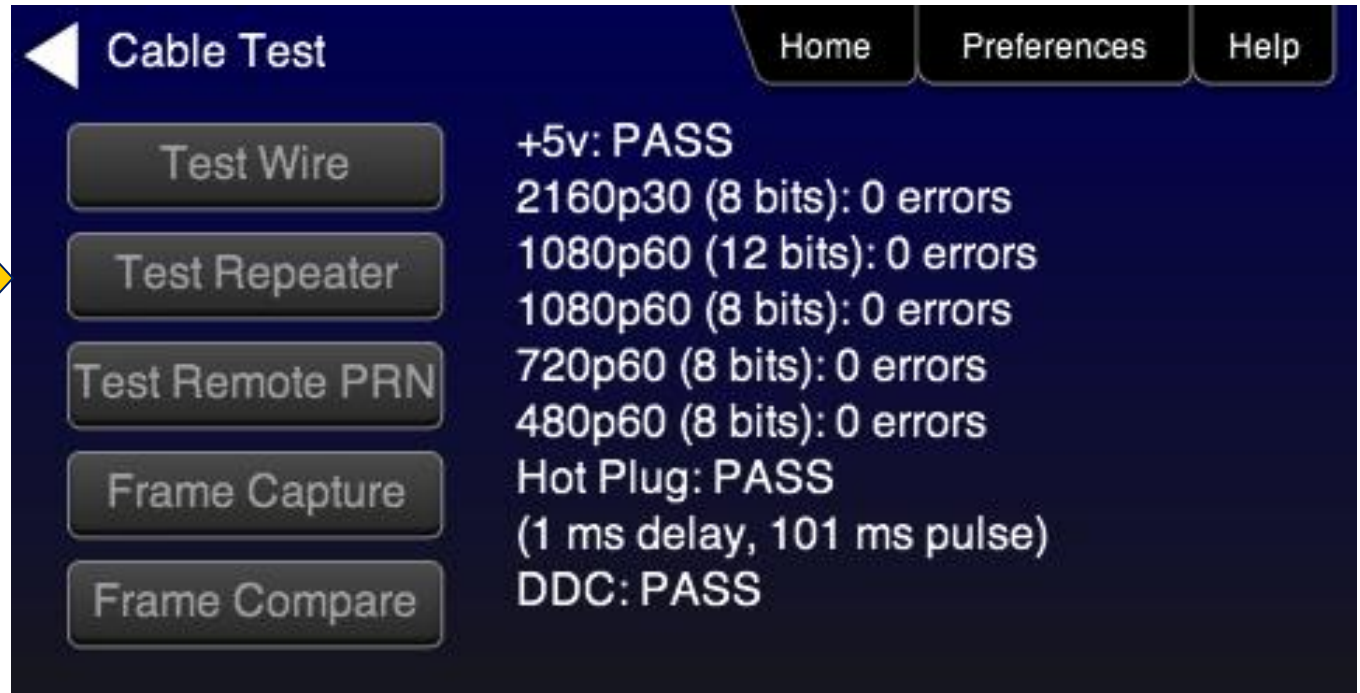 Cable Test
Home
Preferences
Help
Test Wire
Test Repeater
Test Remote PRN
Frame Capture
Frame Compare
+5v: PASS
2160p30 (8 bits): 0 errors
1080p60 (12 bits): 0 errors
1080p60 (8 bits): 0 errors
720p60 (8 bits): 0 errors
480p60 (8 bits): 0 errors
Hot Plug: PASS
(1 ms delay, 101 ms pulse)
DDC: PASS